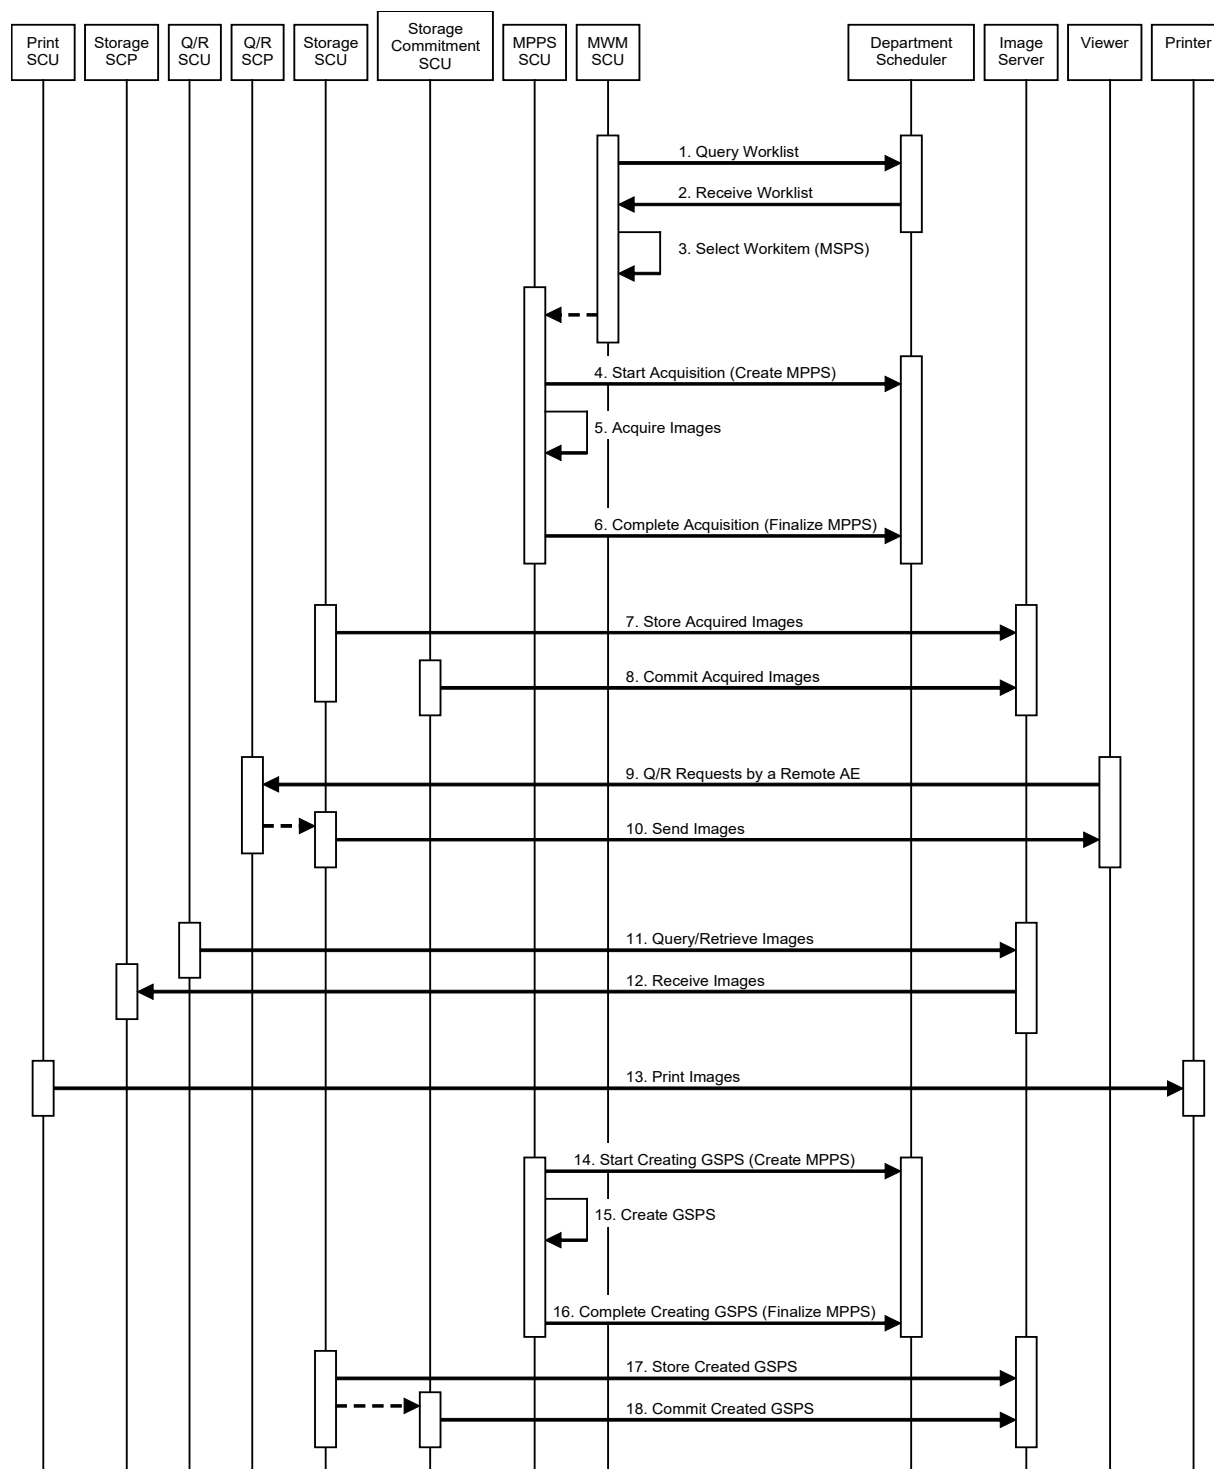 Print
SCU
Storage
SCP
Q/R
SCU
Q/R
SCP
Storage
SCU
Storage
Commitment
SCU
MPPS
SCU
MWM
SCU
Department
Scheduler
Image
Server
Viewer
Printer
1. Query Worklist
2. Receive Worklist
3. Select Workitem (MSPS)
4. Start Acquisition (Create MPPS)
5. Acquire Images
6. Complete Acquisition (Finalize MPPS)
7. Store Acquired Images
8. Commit Acquired Images
9. Q/R Requests by a Remote AE
10. Send Images
11. Query/Retrieve Images
12. Receive Images
13. Print Images
14. Start Creating GSPS (Create MPPS)
15. Create GSPS
16. Complete Creating GSPS (Finalize MPPS)
17. Store Created GSPS
18. Commit Created GSPS